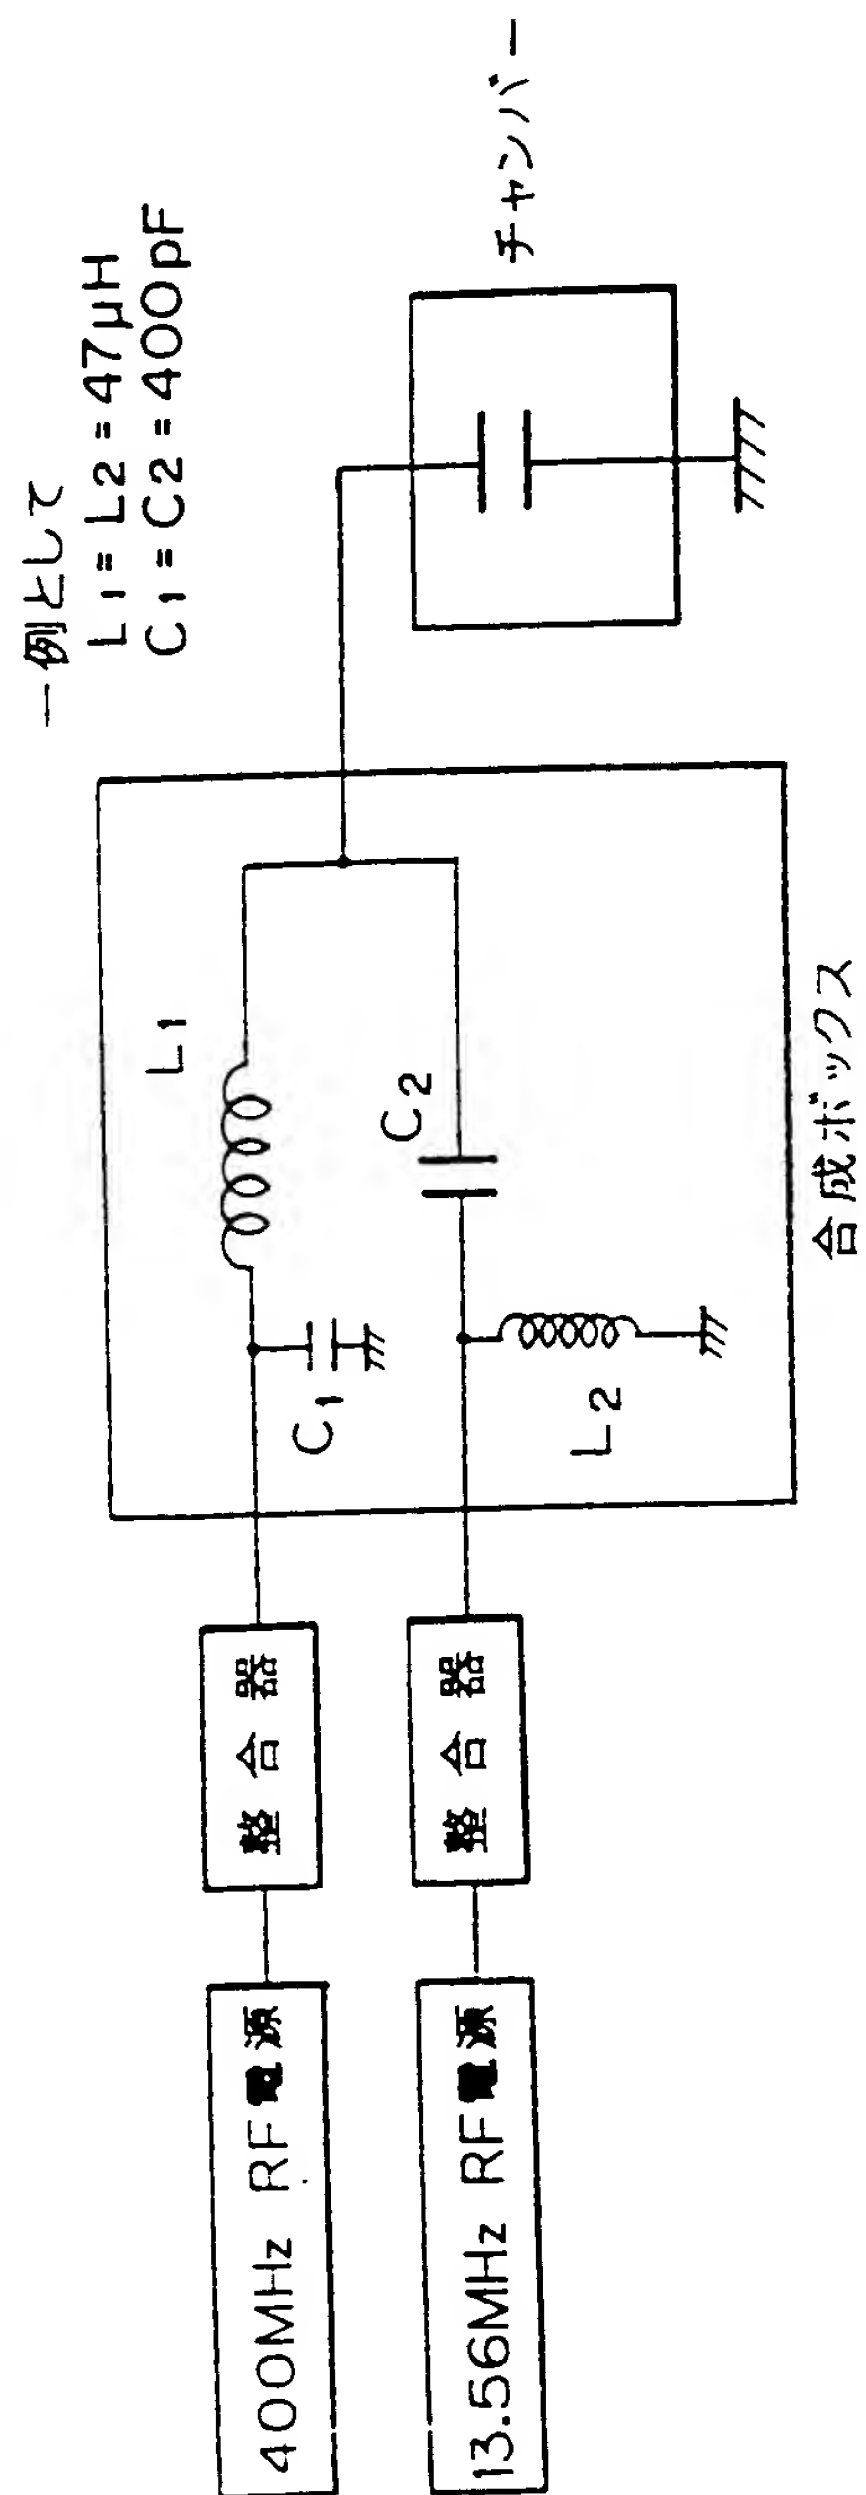 一例として
L1=L2=47μH
C1=C2=400pF
400MHz RF電源
整合器
C1
L1
13.56MHz RF電源
整合器
L2
C2
合成ボックス
チャンバー